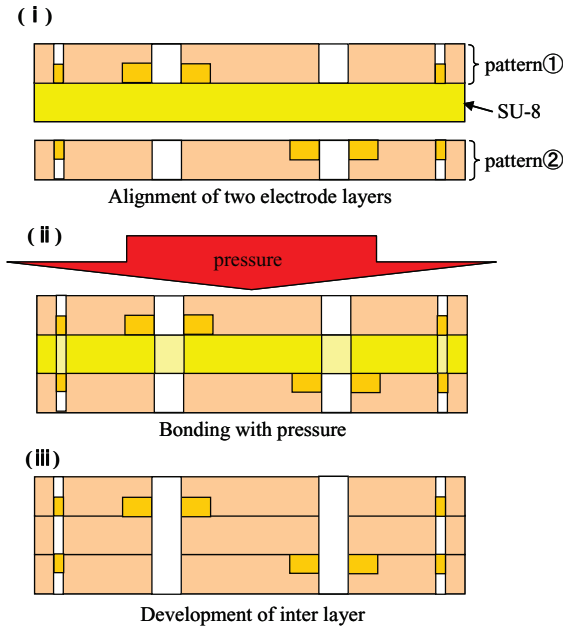 (i)
pattern①
SU-8
pattern②
Alignment of two electrode layers
(ii)
pressure
Bonding with pressure
(iii)
Development of inter layer